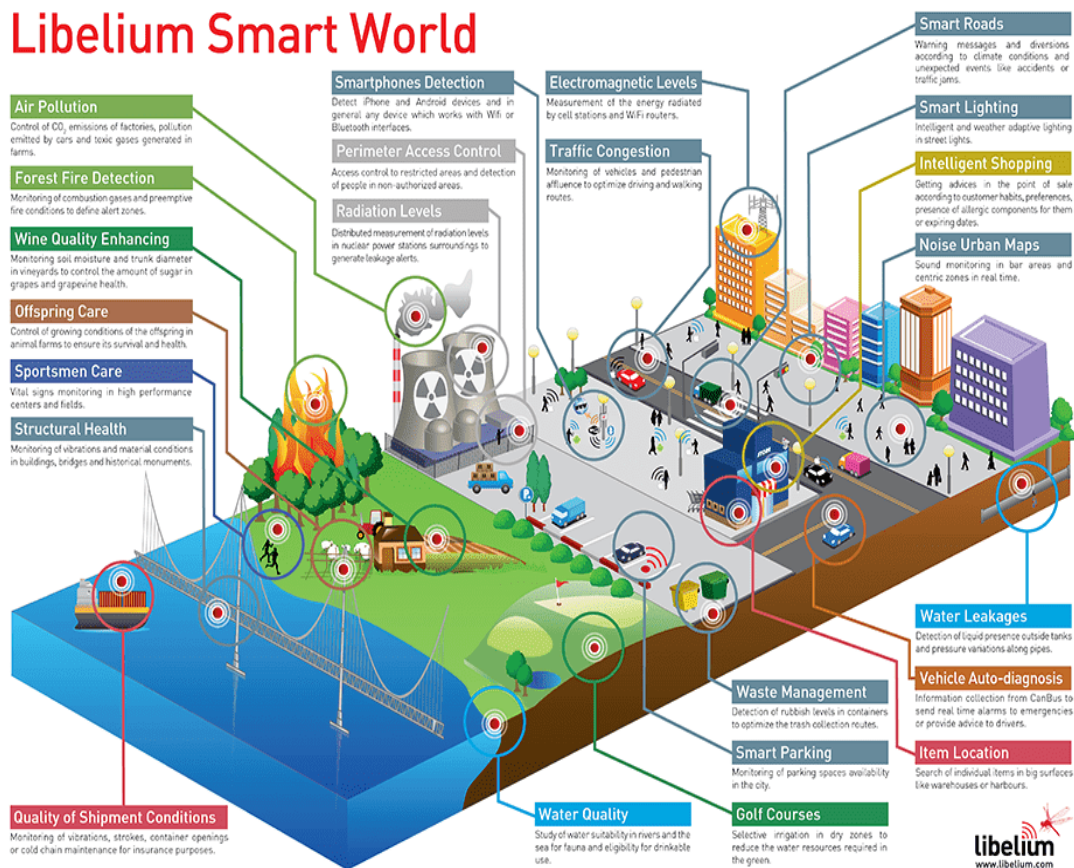 Libelium Smart World
Air Pollution
Control of CO₂ emissions of factories, pollution
emitted by cars and toxic gases generated in
farms.
Forest Fire Detection
Monitoring of combustion gases and preemptive
fire conditions to define alert zones.
Wine Quality Enhancing
Monitoring soil moisture and trunk diameter
in vineyards to control the amount of sugar in
grapes and grapevine health.
Offspring Care
Control of growing conditions of the offspring in
animal farms to ensure its survival and health.
Sportsmen Care
Vital signs monitoring in high performance
centers and fields.
Structural Health
Monitoring of vibrations and material conditions
in buildings, bridges and historical monuments.
Quality of Shipment Conditions
Monitoring of vibrations, strokes, container openings
or cold chain maintenance for insurance purposes.
Smartphones Detection
Detect iPhone and Android devices and in
general any device which works with Wifi or
Bluetooth interfaces.
Perimeter Access Control
Access control to restricted areas and detection
of people in non-authorized areas.
Radiation Levels
Distributed measurement of radiation levels
in nuclear power stations surroundings to
generate leakage alerts.
Electromagnetic Levels
Measurement of the energy radiated
by cell stations and WiFi routers.
Traffic Congestion
Monitoring of vehicles and pedestrian
affluence to optimize driving and walking
routes.
Smart Roads
Warning messages and diversions
according to climate conditions and
unexpected events like accidents or
traffic jams.
Smart Lighting
Intelligent and weather adaptive lighting
in street lights.
Intelligent Shopping
Getting advices in the point of sale
according to customer habits, preferences,
presence of allergic components for them
or expiring dates.
Noise Urban Maps
Sound monitoring in bar areas and
centric zones in real time.
P
Water Leakages
Detection of liquid presence outside tanks
and pressure variations along pipes.
Vehicle Auto-diagnosis
Information collection from CanBus to
send real time alarms to emergencies
or provide advice to drivers.
Item Location
Search of individual items in big surfaces
like warehouses or harbours.
Waste Management
Detection of rubbish levels in containers
to optimize the trash collection routes.
Smart Parking
Monitoring of parking spaces availability
in the city.
Golf Courses
Selective irrigation in dry zones to
reduce the water resources required in
the green.
Water Quality
Study of water suitability in rivers and the
sea for fauna and eligibility for drinkable
use.
libelium
www.libelium.com